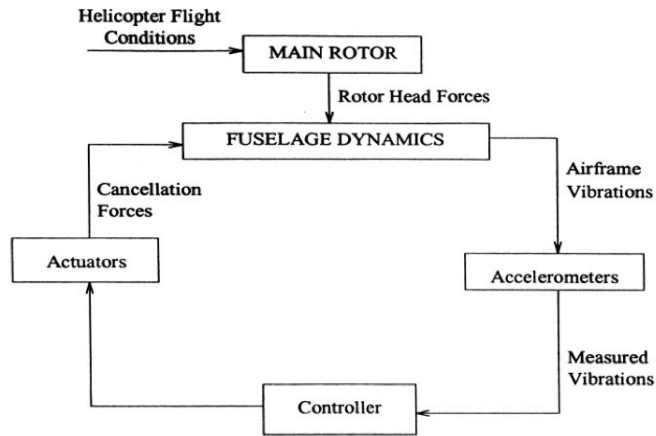 Helicopter Flight
Conditions
MAIN ROTOR
Rotor Head Forces
FUSELAGE DYNAMICS
Cancellation
Forces
Airframe
Vibrations
Actuators
Accelerometers
Measured
Vibrations
Controller